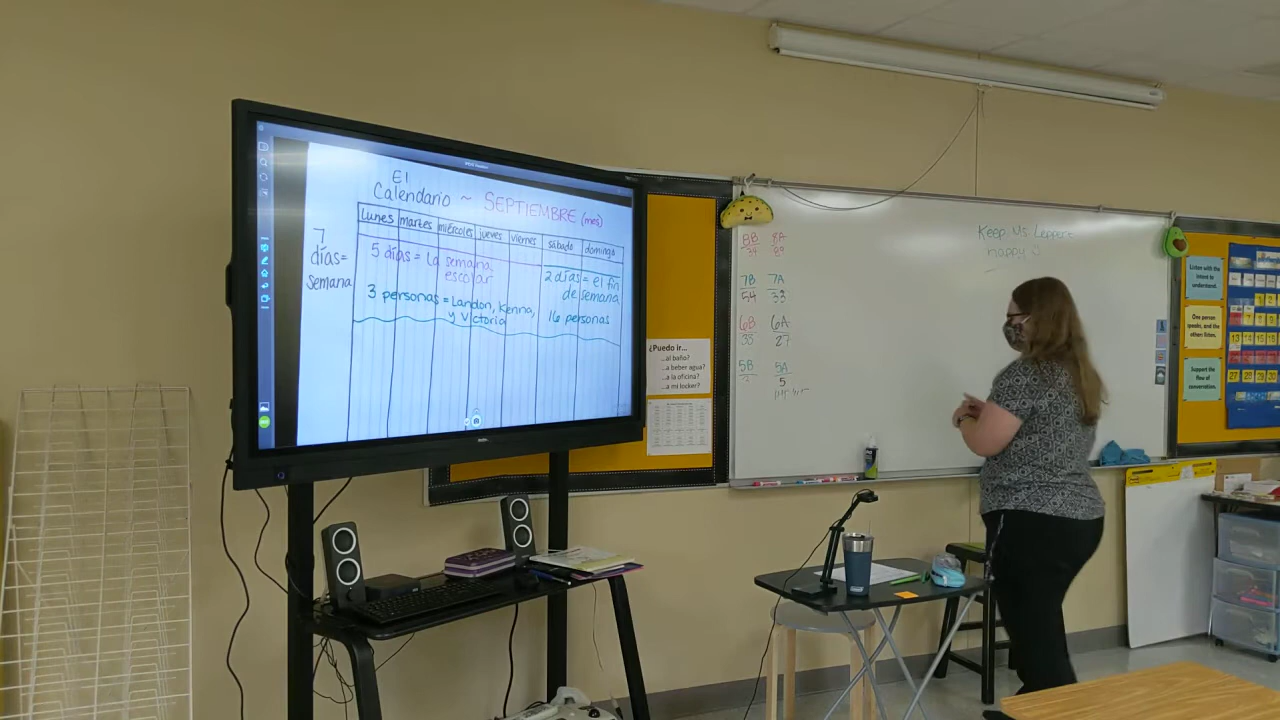 El
Calendario ~ SEPTIEMBRE (mes)
Lunes martes miércoles jueves viernes sábado domingo
7
días=
semana
5 días = la semana
escolar
2 días = el fin
de semana
3 personas = Landon, Kenna,
y Victoria
16 personas
¿Puedo ir...
...al baño?
...a beber agua?
...a la oficina?
...a mi locker?
8B 8A
7B 7A
54 33
6B 6A
38 27
5B 5A
5
Keep Us Leppert
happy :)
Listen with the
intent to
understand.
One person
speaks, and the
other listen.
Support the
flow of
conversation.